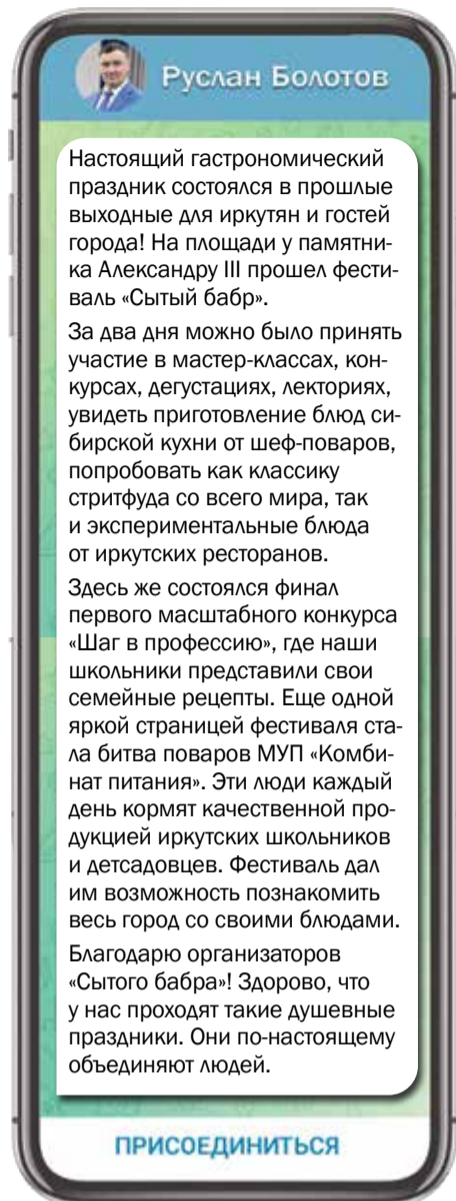 Руслан Болотов
Настоящий гастрономический
праздник состоялся в прошлые
выходные для иркутян и гостей
города! На площади у памятни-
ка Александру III прошел фести-
валь «Сытый бабр».
За два дня можно было принять
участие в мастер-классах, кон-
курсах, дегустациях, лекториях,
увидеть приготовление блюд си-
бирской кухни от шеф-поваров,
попробовать как классику
стритфуда со всего мира, так
и экспериментальные блюда
от иркутских ресторанов.
Здесь же состоялся финал
первого масштабного конкурса
«Шаг в профессию», где наши
школьники представили свои
семейные рецепты. Еще одной
яркой страницей фестиваля ста-
ла битва поваров МУП «Комби-
нат питания». Эти люди каждый
день кормят качественной про-
дукцией иркутских школьников
и детсадовцев. Фестиваль дал
им возможность познакомить
весь город со своими блюдами.
Благодарю организаторов
«Сытого бабра»! Здорово, что
у нас проходят такие душевные
праздники. Они по-настоящему
объединяют людей.
ПРИСОЕДИНИТЬСЯ